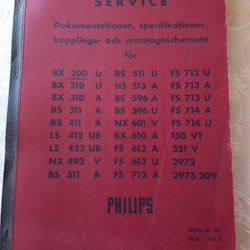 SERVICE
Dokumentationer, specifikationer,
kopplings- och montageschemata
för
BX 200 U BS 511 U FS 712 U
BX 210 U HS 513 A FS 713 A
BX 310 U BS 596 A FS 713 U
BS 311 A BS 596 U FS 714 A
BS 411 A NX 601 V FS 714 U
LS 412 UB BX 610 A 150 VT
LS 422 UB FS 613 A 351 V
NX 493 V FS 613 U 2972
BS 511 A FS 712 A 2975/20V
PHILIPS